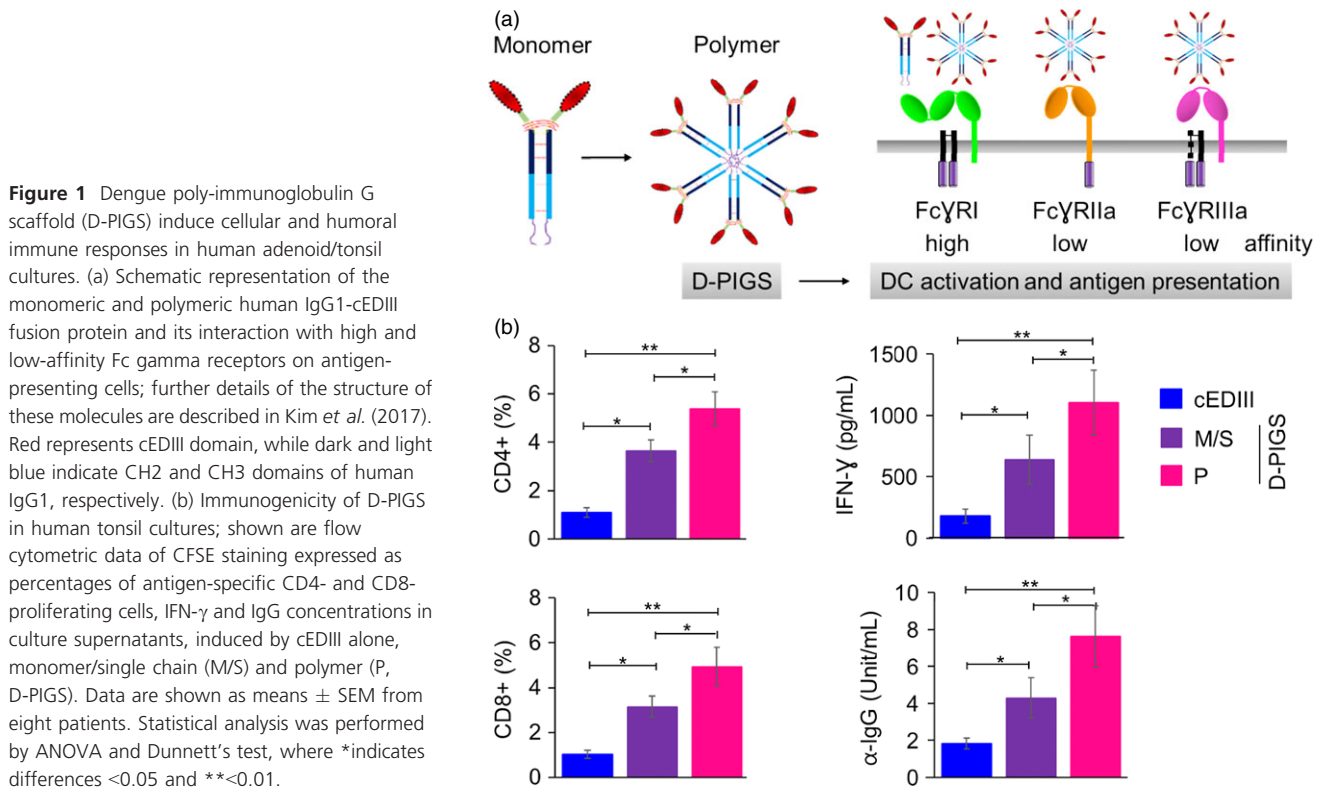 Figure 1 Dengue poly-immunoglobulin G
scaffold (D-PIGS) induce cellular and humoral
immune responses in human adenoid/tonsil
cultures. (a) Schematic representation of the
monomeric and polymeric human IgG1-cEDIII
fusion protein and its interaction with high and
low-affinity Fc gamma receptors on antigen-
presenting cells; further details of the structure of
these molecules are described in Kim et al. (2017).
Red represents cEDIII domain, while dark and light
blue indicate CH2 and CH3 domains of human
IgG1, respectively. (b) Immunogenicity of D-PIGS
in human tonsil cultures; shown are flow
cytometric data of CFSE staining expressed as
percentages of antigen-specific CD4- and CD8-
proliferating cells, IFN-γ and IgG concentrations in
culture supernatants, induced by cEDIII alone,
monomer/single chain (M/S) and polymer (P,
D-PIGS). Data are shown as means ± SEM from
eight patients. Statistical analysis was performed
by ANOVA and Dunnett's test, where *indicates
differences <0.05 and **<0.01.
(a)
Monomer
Polymer
FcɣRI
FcɣRIIa
FcɣRIIIa
high
low
low
affinity
D-PIGS
DC activation and antigen presentation
(b)
CD4+ (%)
8
6
4
2
0
**
*
*
IFN-ɣ (pg/mL)
1500
1000
500
0
**
*
*
cEDIII
M/S
P
D-PIGS
CD8+ (%)
8
6
4
2
0
**
*
*
α-IgG (Unit/mL)
10
8
6
4
2
0
**
*
*